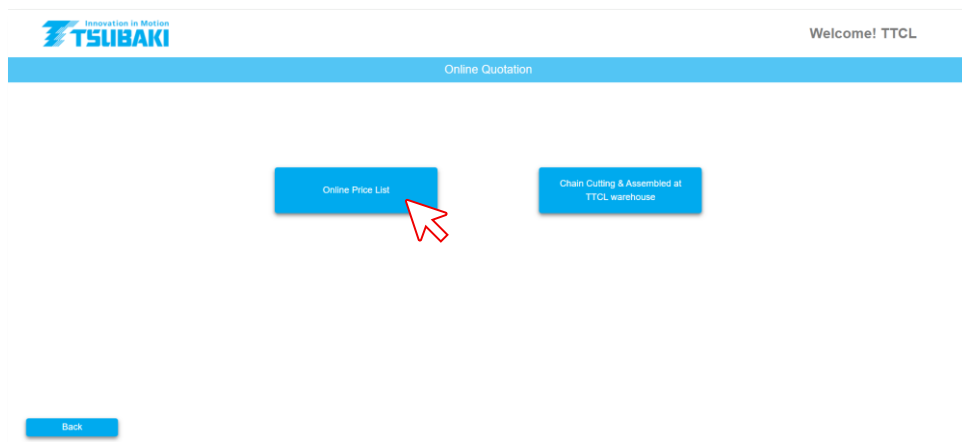 Innovation in Motion
TSUBAKI
Welcome! TTCL
Online Quotation
Online Price List
Chain Cutting & Assembled at
TTCL warehouse
Back